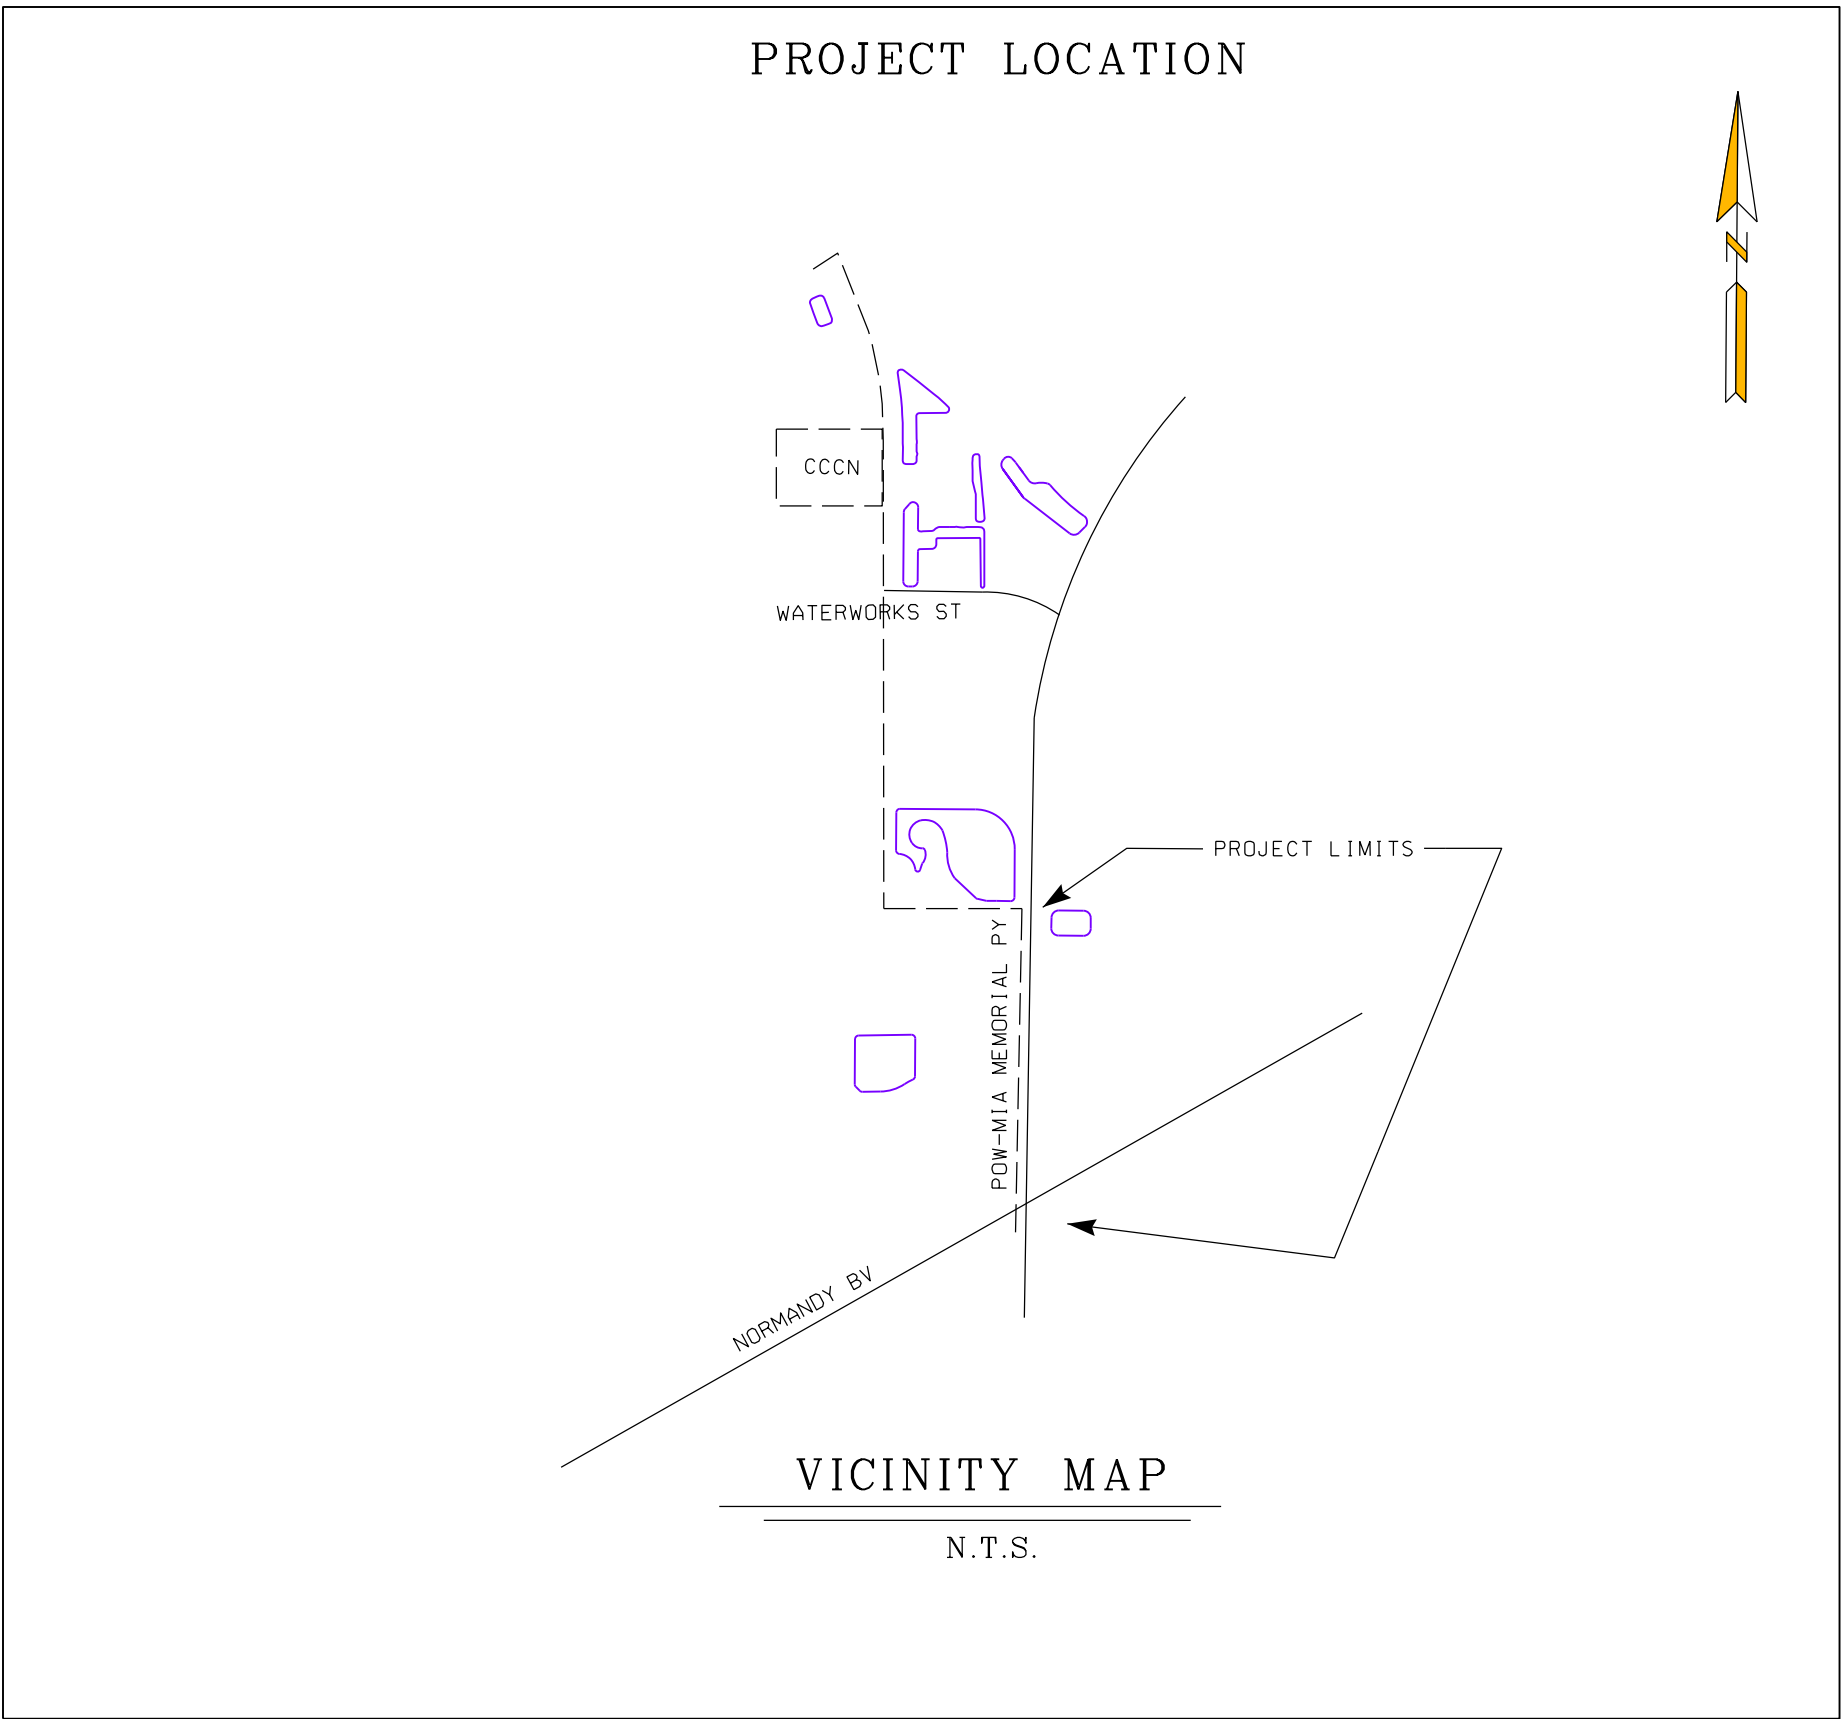 PROJECT LOCATION
N
CCCN
WATERWORKS ST
PROJECT LIMITS
POW-MIA MEMORIAL PY
NORMANDY BV
VICINITY MAP
N.T.S.